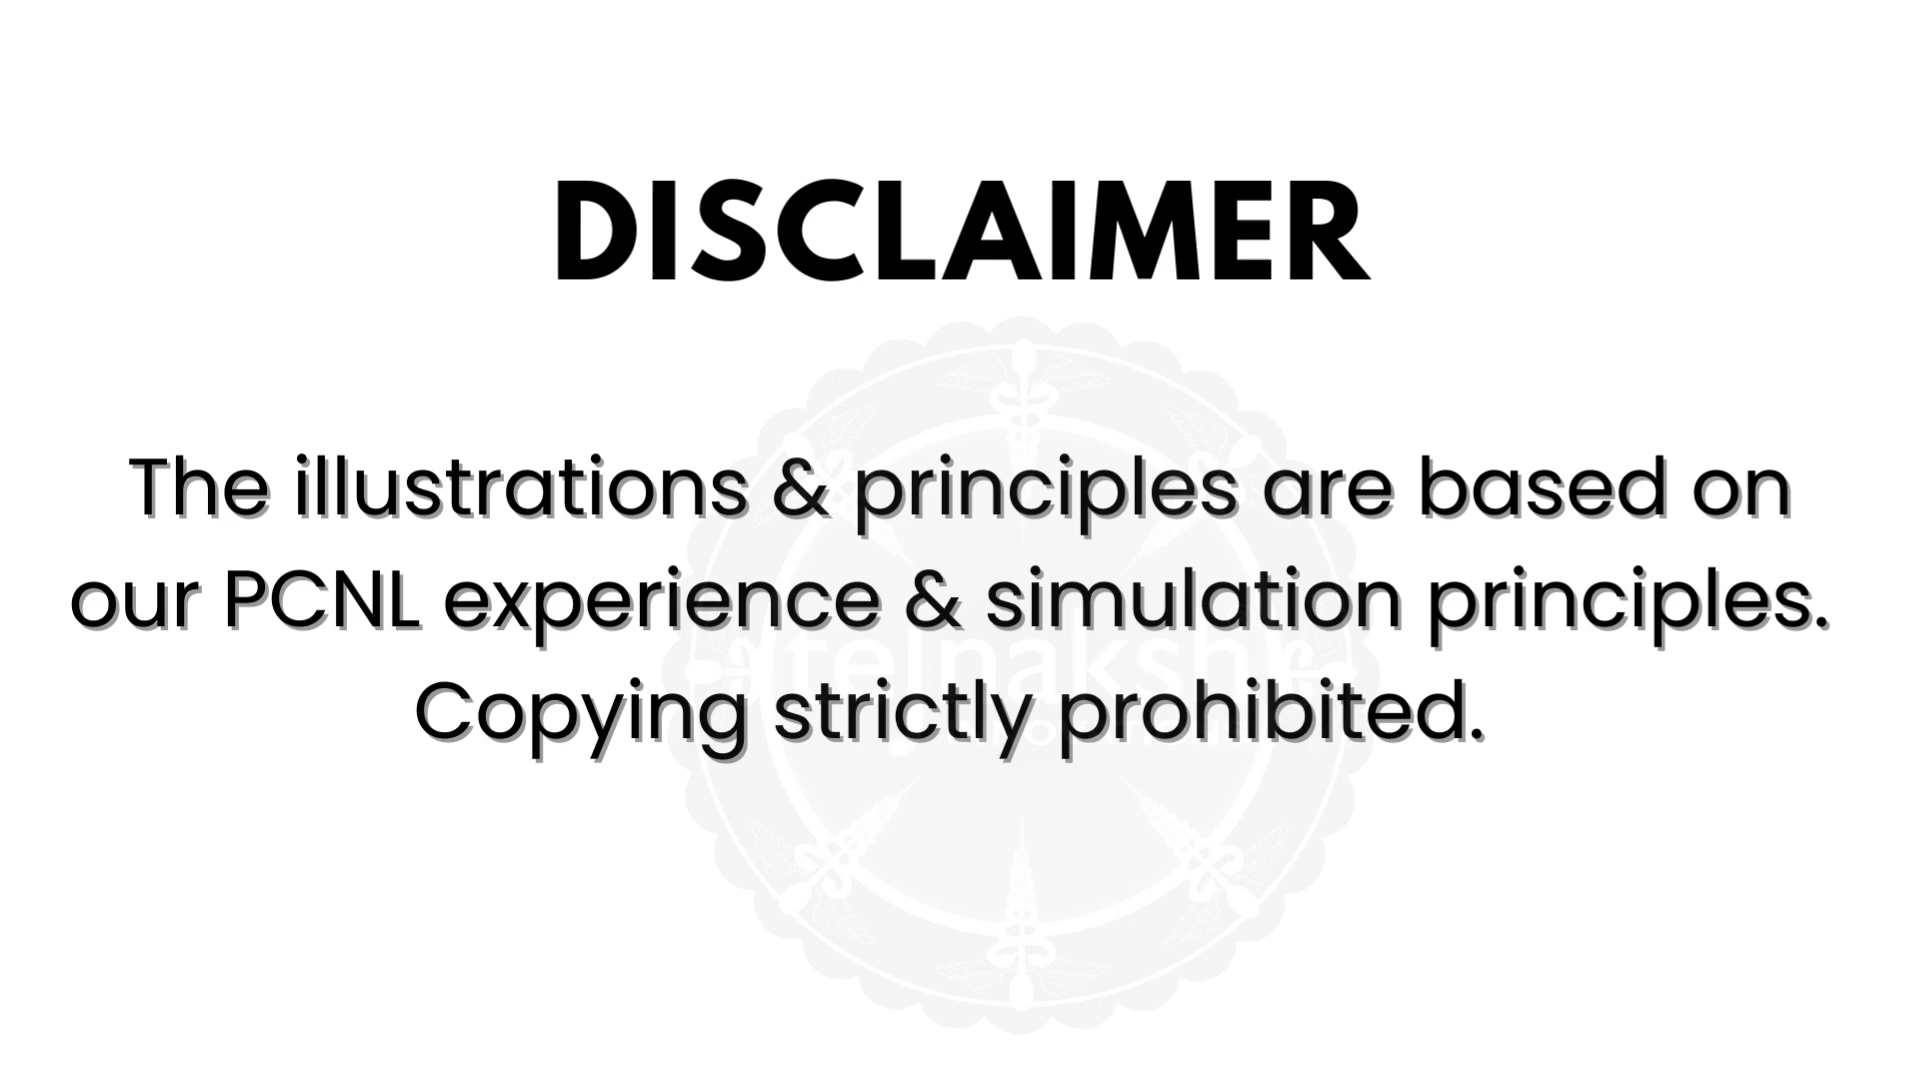 DISCLAIMER
The illustrations & principles are based on
our PCNL experience & simulation principles.
Copying strictly prohibited.